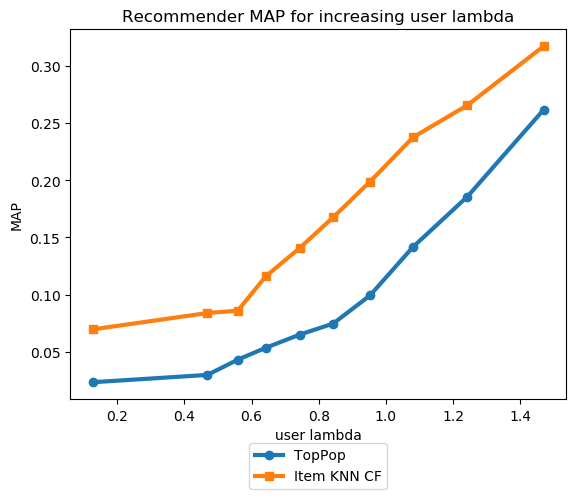 Recommender MAP for increasing user lambda
MAP
0.30
0.25
0.20
0.15
0.10
0.05
0.2 0.4 0.6 0.8 1.0 1.2 1.4
user lambda
TopPop
Item KNN CF